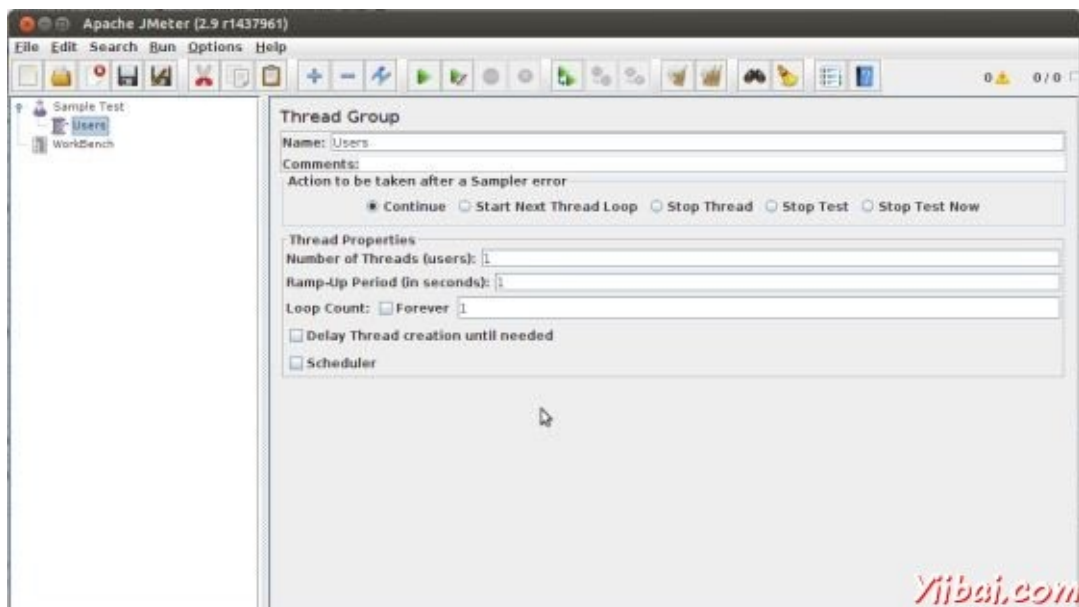 Apache JMeter (2.9 r1437961)
File Edit Search Run Options Help
0 0 / 0
Sample Test
Users
WorkBench
Thread Group
Name: Users
Comments:
Action to be taken after a Sampler error
Continue Start Next Thread Loop Stop Thread Stop Test Stop Test Now
Thread Properties
Number of Threads (users): 1
Ramp-Up Period (in seconds): 1
Loop Count: Forever 1
Delay Thread creation until needed
Scheduler
Yiibai.com